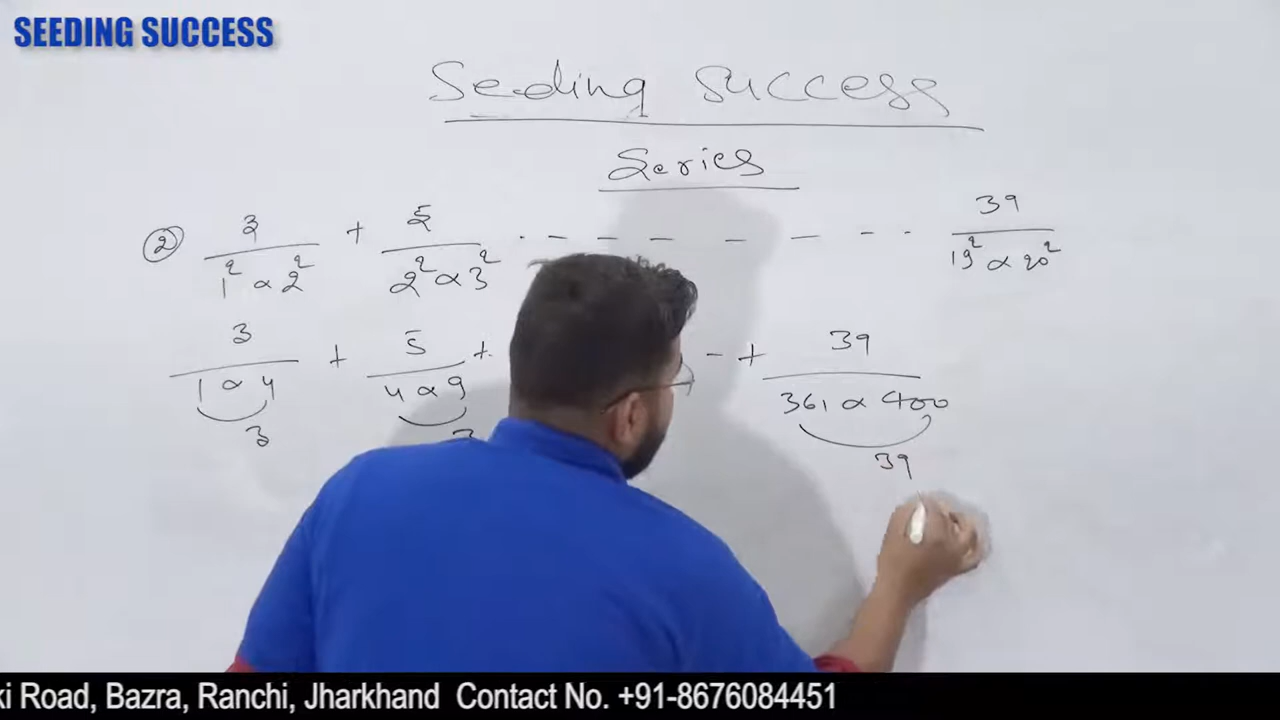 SEEDING SUCCESS
Seeding Success
Series
② 3/(1² × 2²) + 5/(2² × 3²) . - - - - - - . 39/(19² × 20²)
3/(1 × 4) + 5/(4 × 9) + - + 39/(361 × 400)
3 39
ki Road, Bazra, Ranchi, Jharkhand Contact No. +91-8676084451